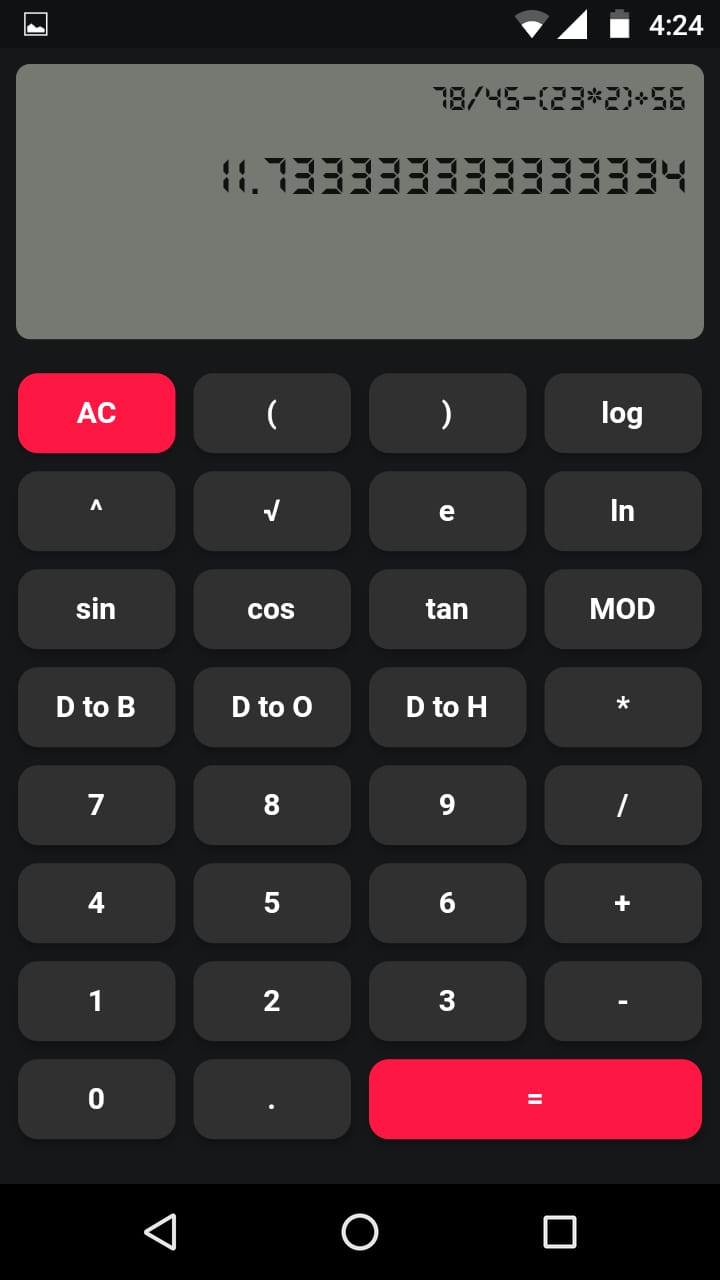 4:24
78/45-(23*2)+56
11.733333333333334
AC ( ) log
^ √ e ln
sin cos tan MOD
D to B D to O D to H *
7 8 9 /
4 5 6 +
1 2 3 -
0 . =